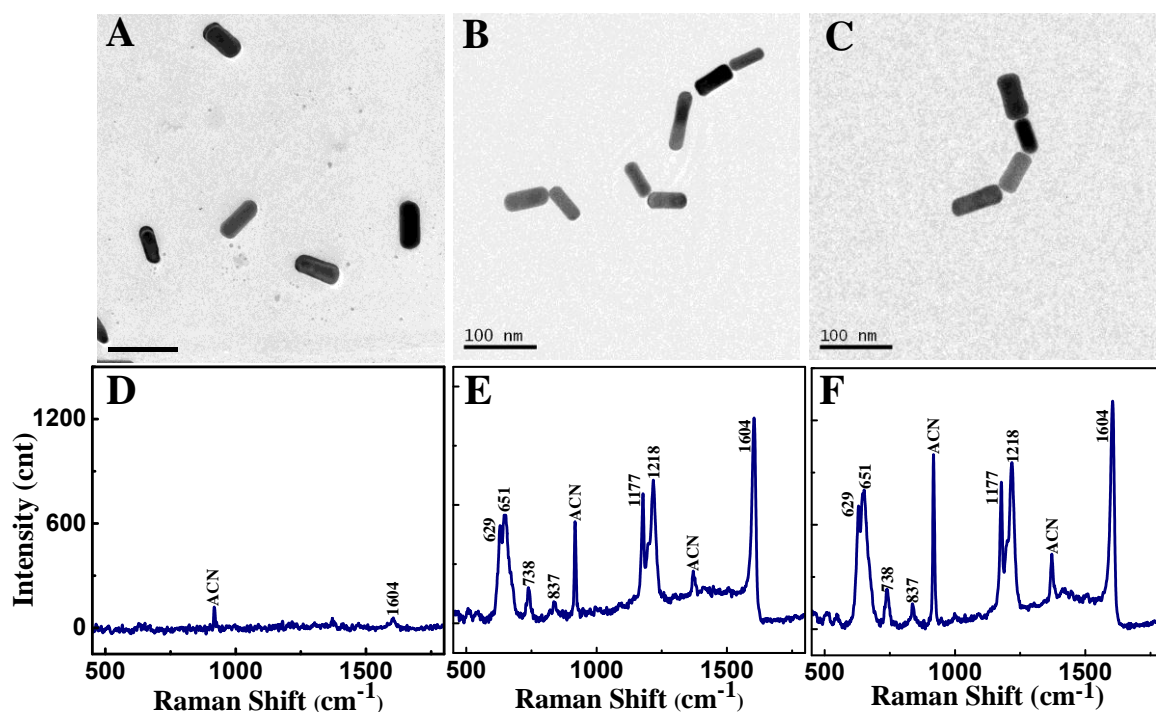 A
B
C
100 nm
100 nm
D
E
F
Intensity (cnt)
1200
600
0
ACN
1604
629
651
738
837
ACN
1177
1218
ACN
1604
629
651
738
837
ACN
1177
1218
ACN
1604
500 1000 1500
500 1000 1500
500 1000 1500
Raman Shift (cm⁻¹)
Raman Shift (cm⁻¹)
Raman Shift (cm⁻¹)